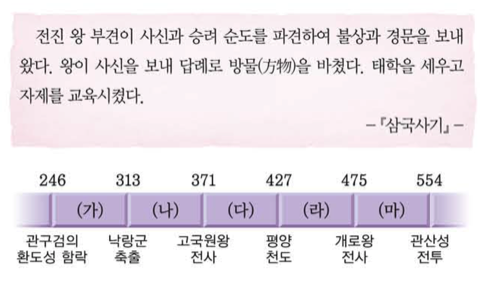 전진 왕 부견이 사신과 승려 순도를 파견하여 불상과 경문을 보내
왔다. 왕이 사신을 보내 답례로 방물(方物)을 바쳤다. 태학을 세우고
자제를 교육시켰다.
-『삼국사기』-
246 313 371 427 475 554
(가) (나) (다) (라) (마)
관구검의 낙랑군 고국원왕 평양 개로왕 관산성
환도성 함락 축출 전사 천도 전사 전투